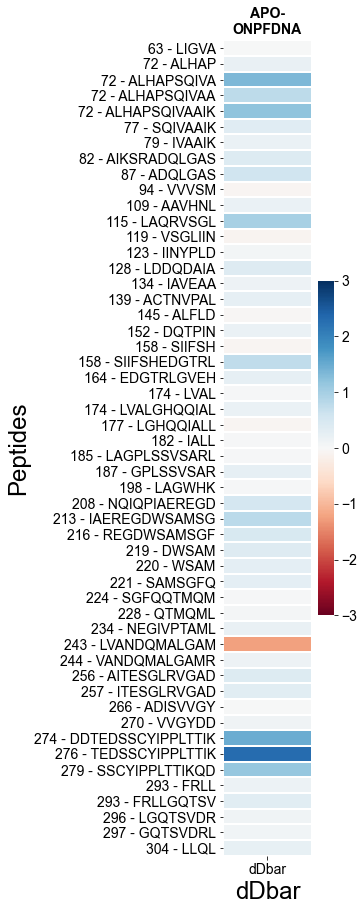 APO-
ONPFDNA
63 - LIGVA
72 - ALHAP
72 - ALHAPSQIVA
72 - ALHAPSQIVAA
72 - ALHAPSQIVAAIK
77 - SQIVAAIK
79 - IVAAIK
82 - AIKSRADQLGAS
87 - ADQLGAS
94 - VVVSM
109 - AAVHNL
115 - LAQRVSGL
119 - VSGLIIN
123 - IINYPLD
128 - LDDQDAIA
134 - IAVEAA
139 - ACTNVPAL
145 - ALFLD
152 - DQTPIN
158 - SIIFSH
158 - SIIFSHEDGTRL
164 - EDGTRLGVEH
174 - LVAL
174 - LVALGHQQIAL
177 - LGHQQIALL
182 - IALL
185 - LAGPLSSVSARL
187 - GPLSSVSAR
198 - LAGWHK
208 - NQIQPIAEREGD
213 - IAEREGDWSAMSG
216 - REGDWSAMSGF
219 - DWSAM
220 - WSAM
221 - SAMSGFQ
224 - SGFQQTMQM
228 - QTMQML
234 - NEGIVPTAML
243 - LVANDQMALGAM
244 - VANDQMALGAMR
256 - AITESGLRVGAD
257 - ITESGLRVGAD
266 - ADISVVGY
270 - VVGYDD
274 - DDTEDSSCYIPPLTTIK
276 - TEDSSCYIPPLTTIK
279 - SSCYIPPLTTIKQD
293 - FRLL
293 - FRLLGQTSV
296 - LGQTSVDR
297 - GQTSVDRL
304 - LLQL
Peptides
dDbar
dDbar
3
2
1
0
−1
−2
−3